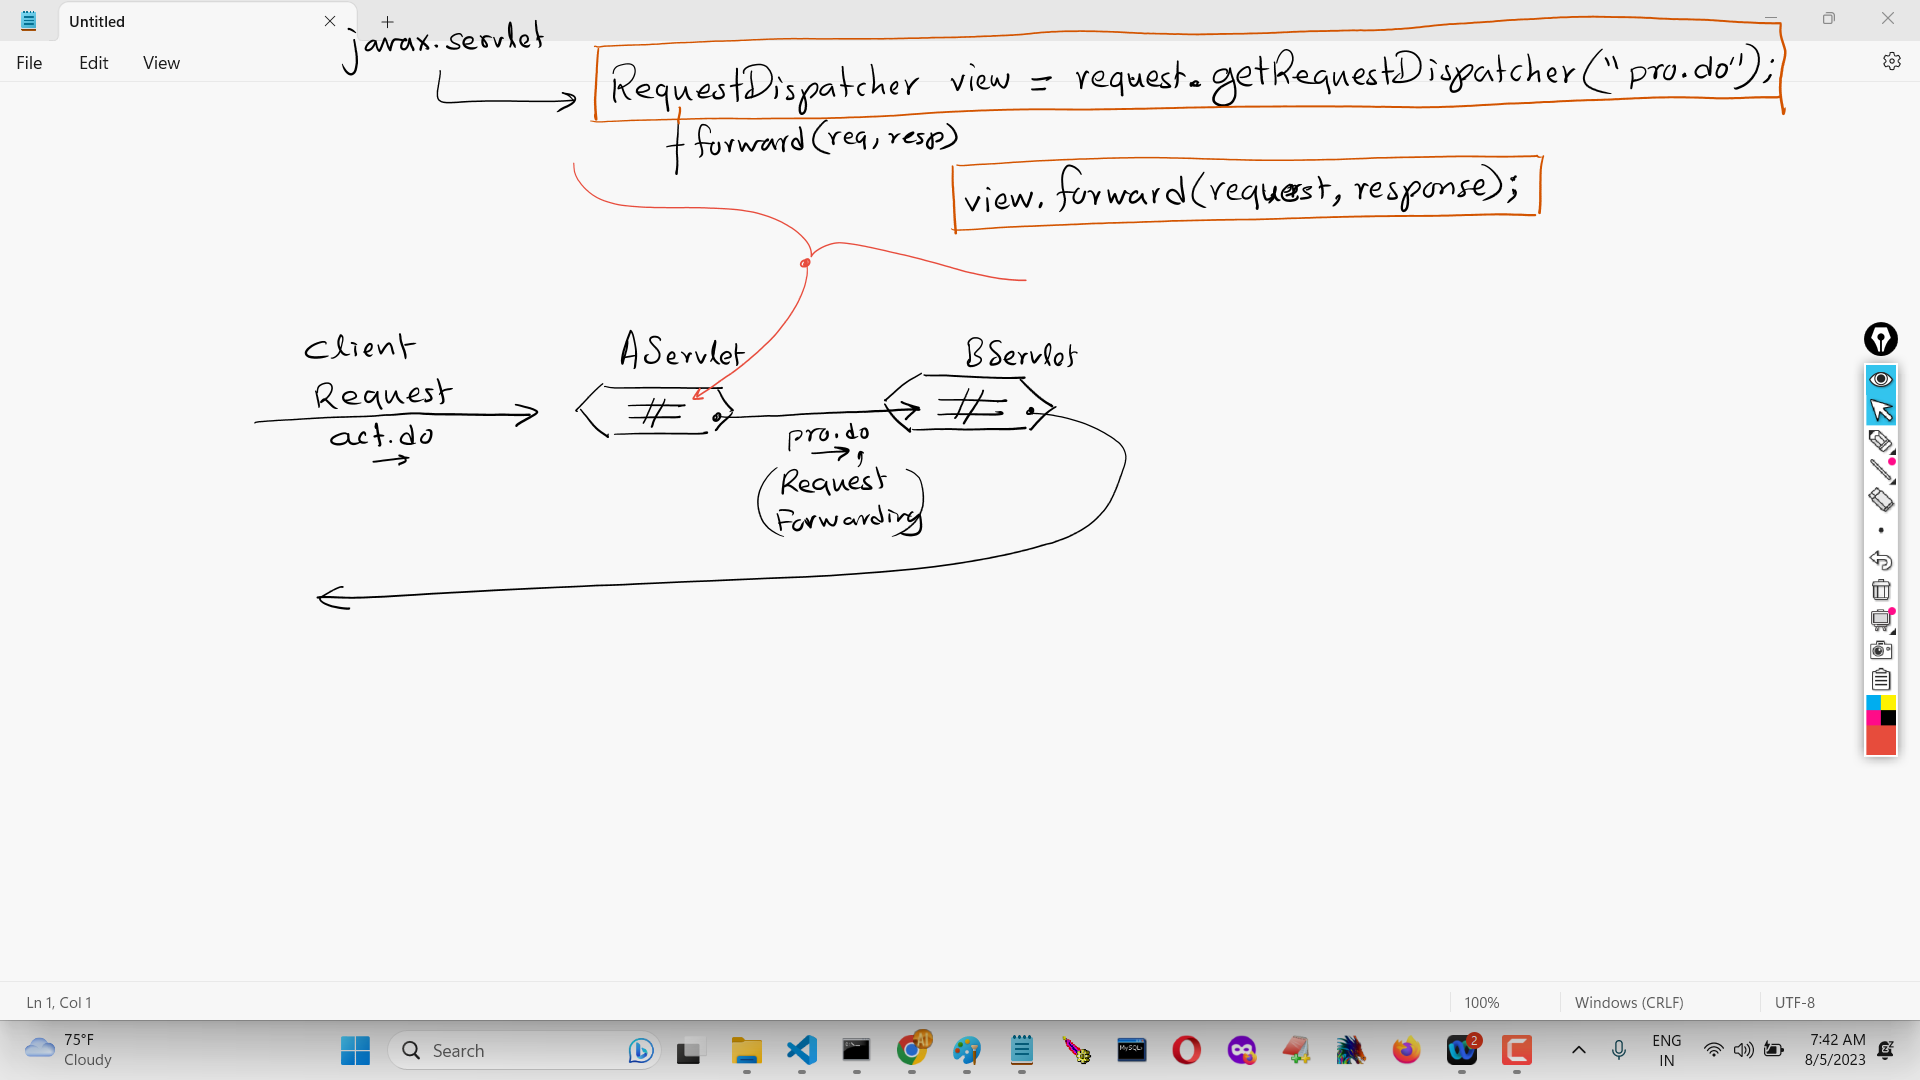 Untitled
File Edit View
javax.servlet
RequestDispatcher view = request.getRequestDispatcher("pro.do");
forward(req, resp)
view.forward(request, response);
Client
Request
act.do
AServlet
BServlet
pro.do
(Request
Forwarding)
Ln 1, Col 1
100%
Windows (CRLF)
UTF-8
75°F
Cloudy
Search
MySQL
2
ENG
IN
7:42 AM
8/5/2023